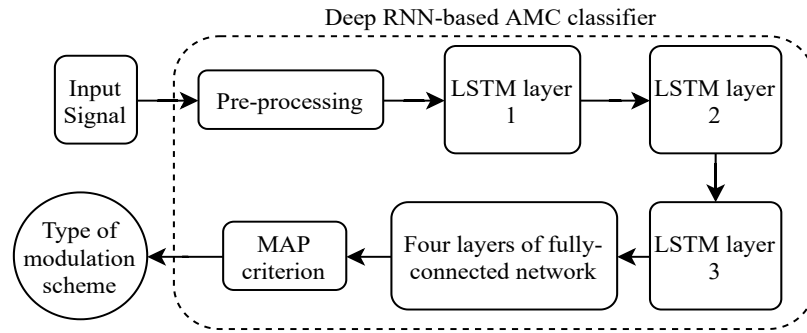 Deep RNN-based AMC classifier
Input
Signal
Pre-processing
LSTM layer
1
LSTM layer
2
Type of
modulation
scheme
MAP
criterion
Four layers of fully-
connected network
LSTM layer
3